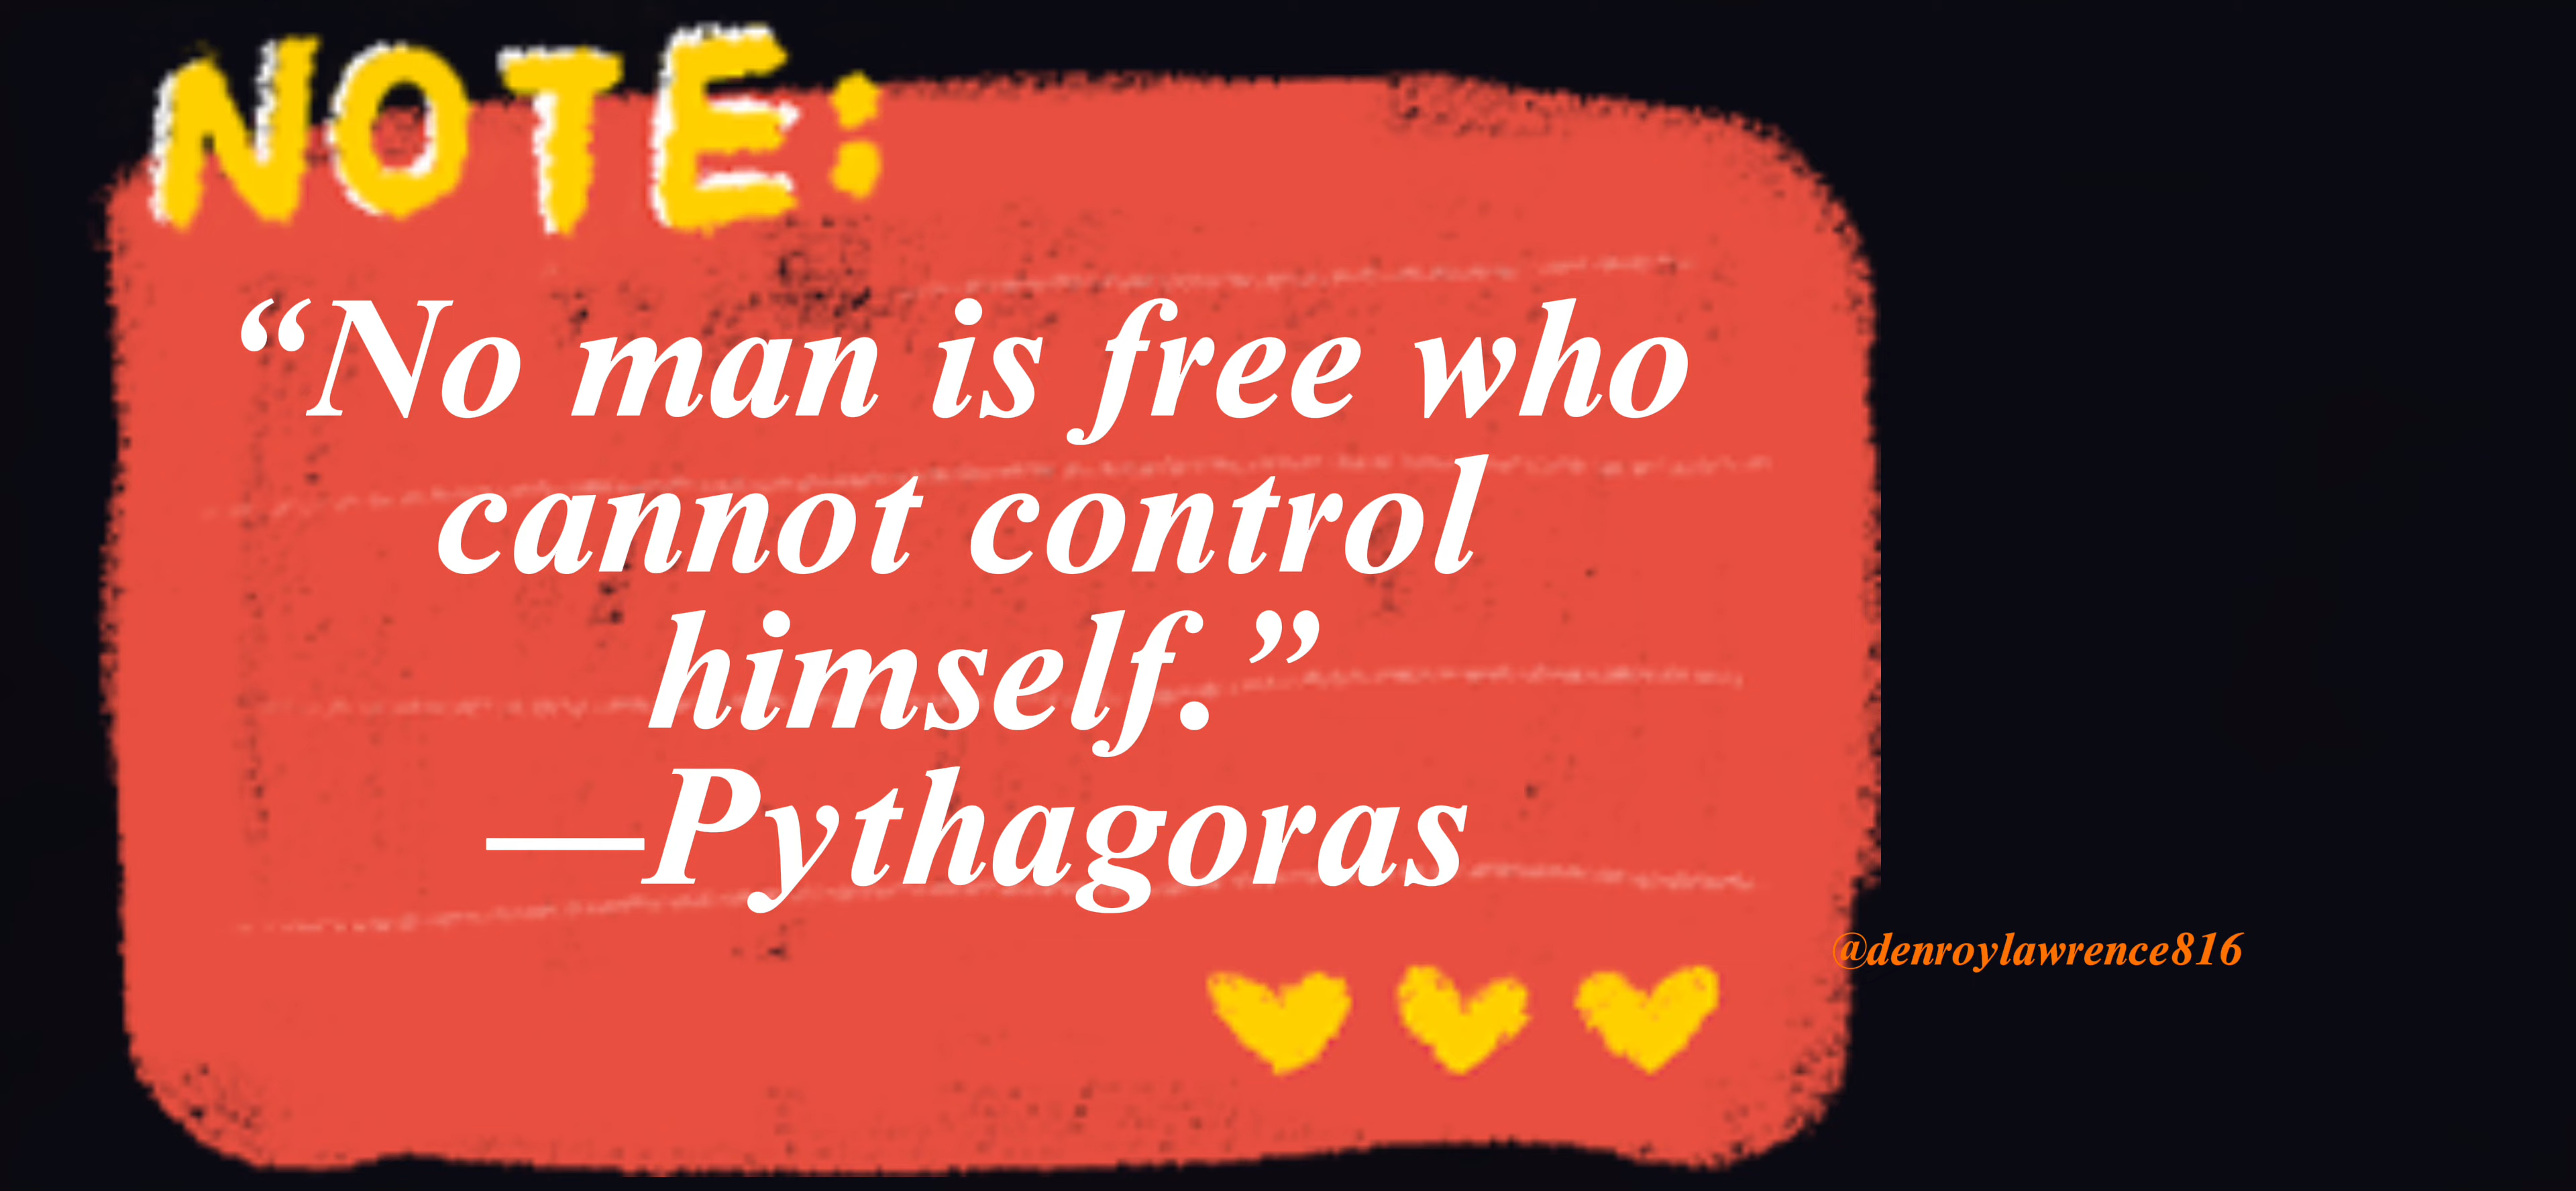 NOTE:
“No man is free who
cannot control
himself.”
—Pythagoras
@denroylawrence816